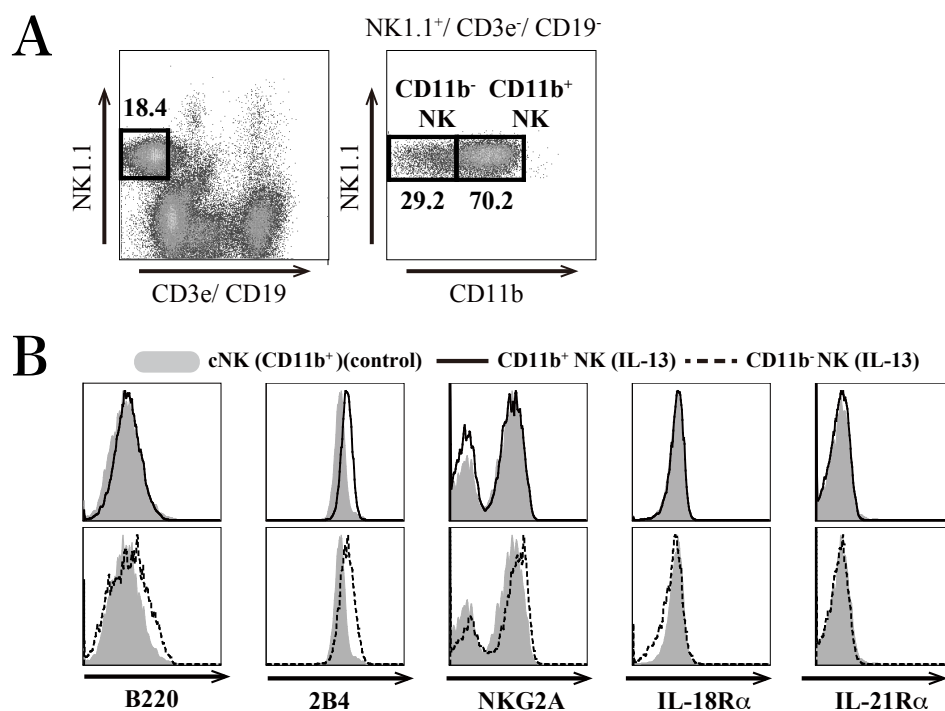 A
NK1.1⁺/ CD3e⁻/ CD19⁻
18.4
NK1.1
CD3e/ CD19
CD11b⁻ CD11b⁺
NK NK
29.2 70.2
NK1.1
CD11b
B
cNK (CD11b⁺)(control) CD11b⁺ NK (IL-13) CD11b⁻ NK (IL-13)
B220 2B4 NKG2A IL-18Rα IL-21Rα